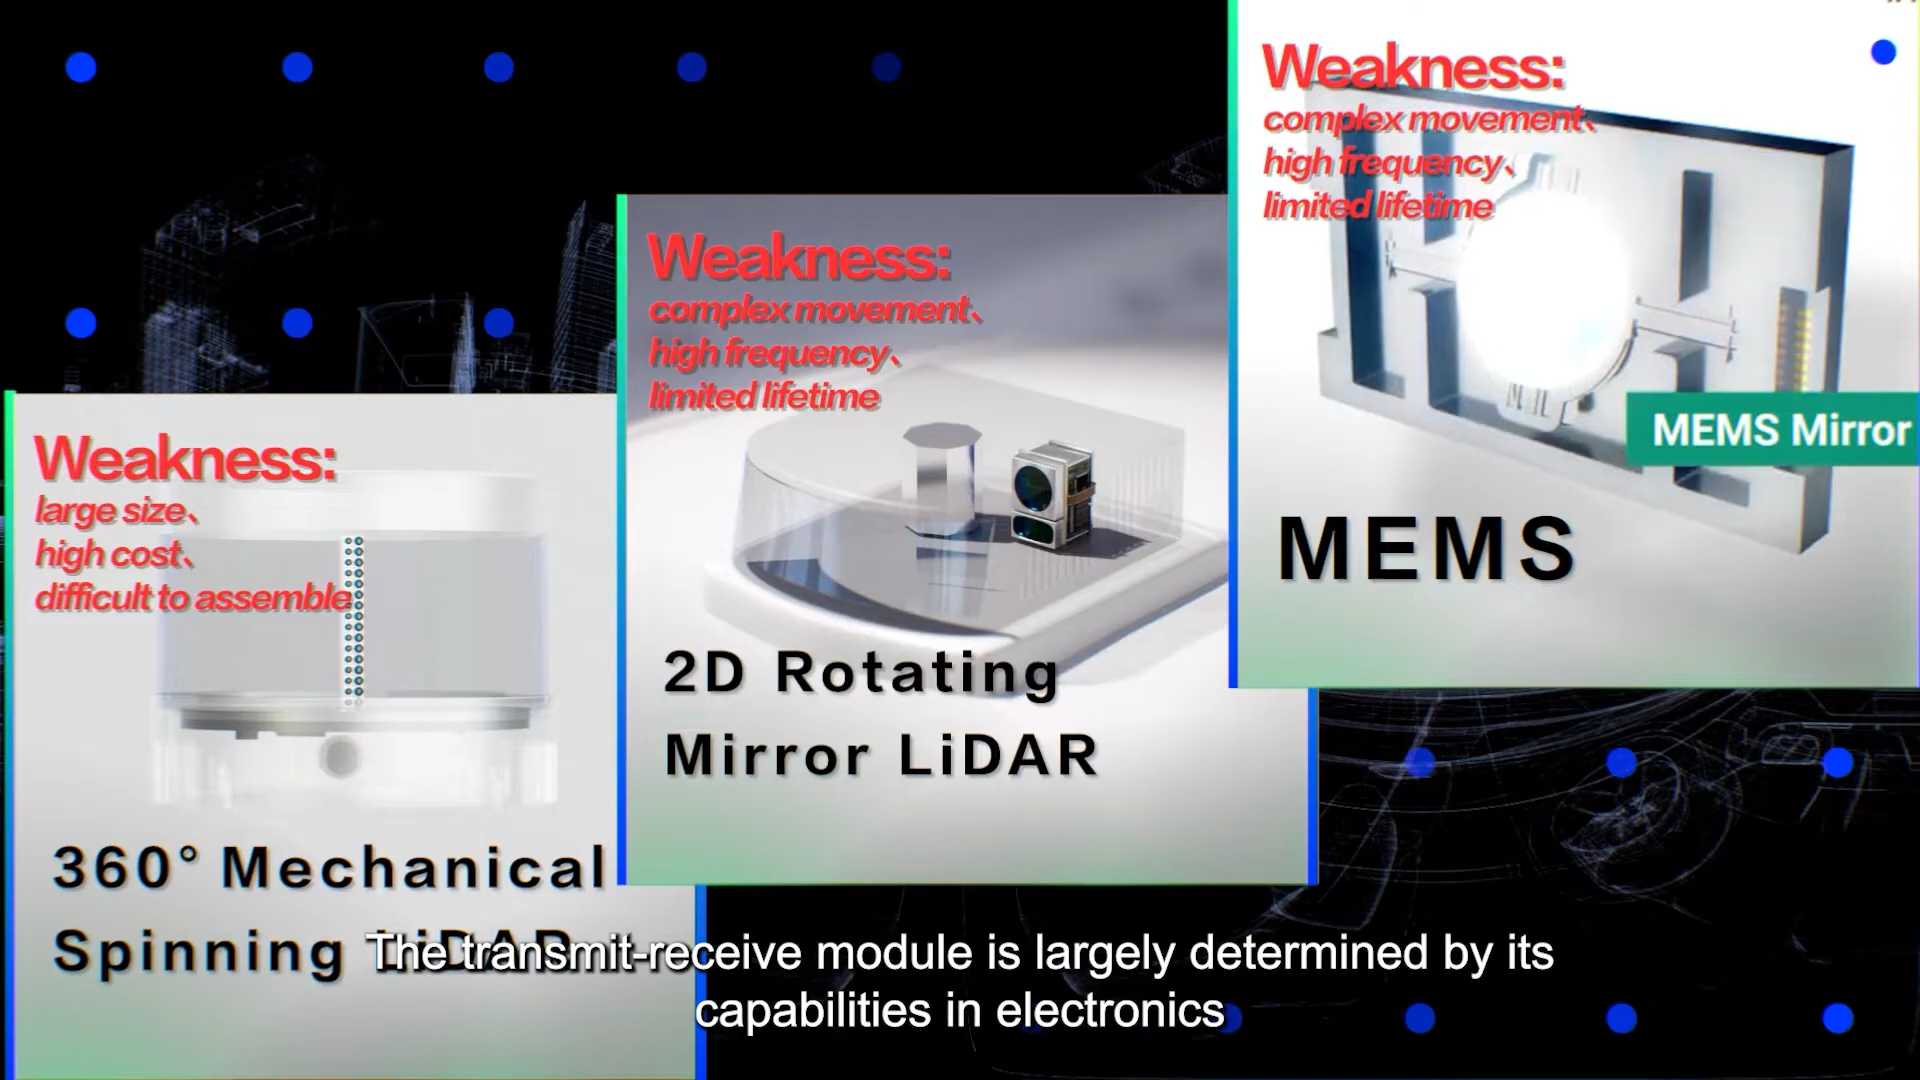 Weakness:
large size、
high cost、
difficult to assemble
360° Mechanical
Spinning LiDAR
Weakness:
complex movement、
high frequency、
limited lifetime
2D Rotating
Mirror LiDAR
Weakness:
complex movement、
high frequency、
limited lifetime
MEMS Mirror
MEMS
The transmit-receive module is largely determined by its
capabilities in electronics